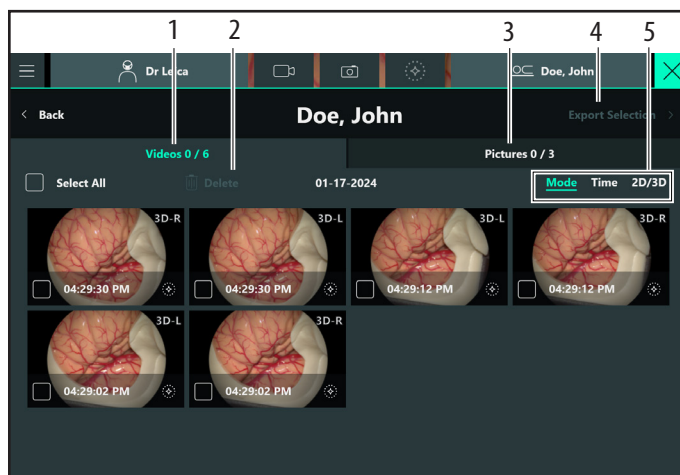 1 2 3 4 5
Dr Leica Doe, John
Back Doe, John Export Selection
Videos 0 / 6 Pictures 0 / 3
Select All Delete 01-17-2024 Mode Time 2D/3D
3D-R 3D-L 3D-L 3D-R
04:29:30 PM 04:29:30 PM 04:29:12 PM 04:29:12 PM
3D-L 3D-R
04:29:02 PM 04:29:02 PM